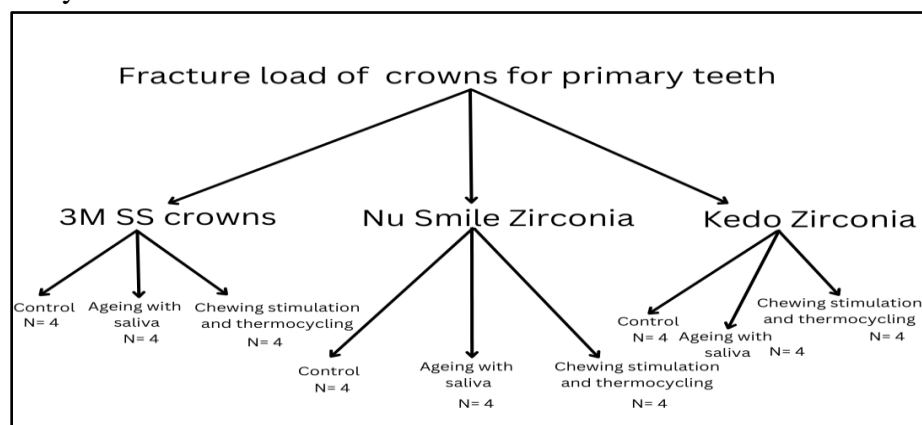 Fracture load of crowns for primary teeth
3M SS crowns
Nu Smile Zirconia
Kedo Zirconia
Control
N= 4
Ageing with
saliva
N= 4
Chewing stimulation
and thermocycling
N= 4
Control
N= 4
Ageing with
saliva
N= 4
Chewing stimulation
and thermocycling
N= 4
Control
N= 4
Ageing with
saliva N= 4
Chewing stimulation
and thermocycling
N= 4